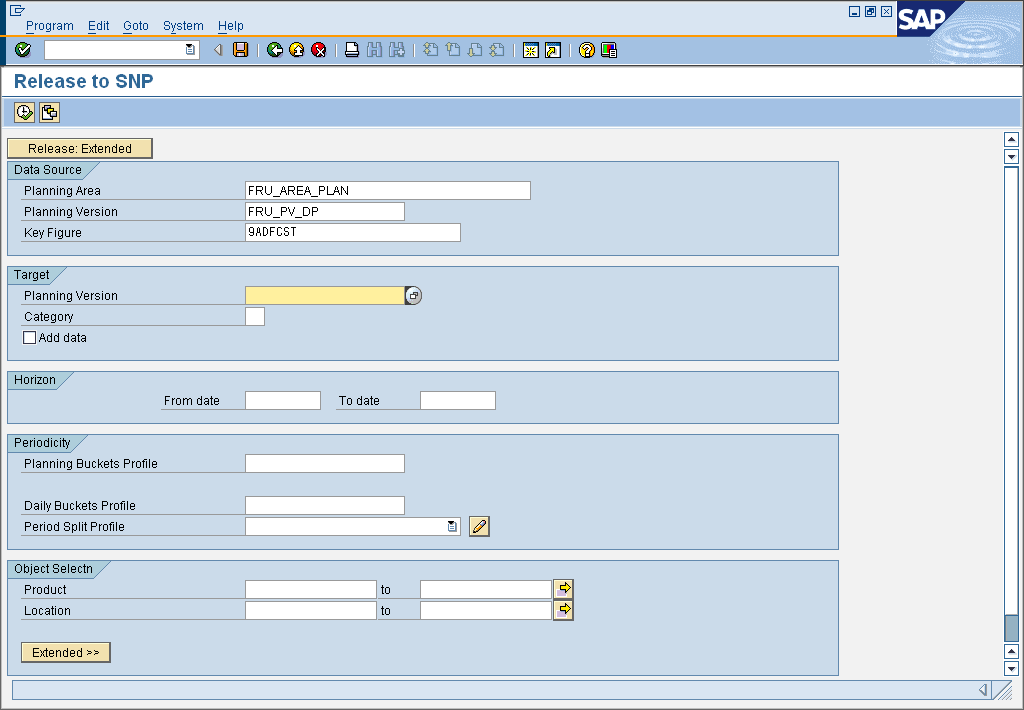 Program Edit Goto System Help
SAP
Release to SNP
Release: Extended
Data Source
Planning Area FRU_AREA_PLAN
Planning Version FRU_PV_DP
Key Figure 9ADFCST
Target
Planning Version
Category
Add data
Horizon
From date To date
Periodicity
Planning Buckets Profile
Daily Buckets Profile
Period Split Profile
Object Selectn
Product to
Location to
Extended >>